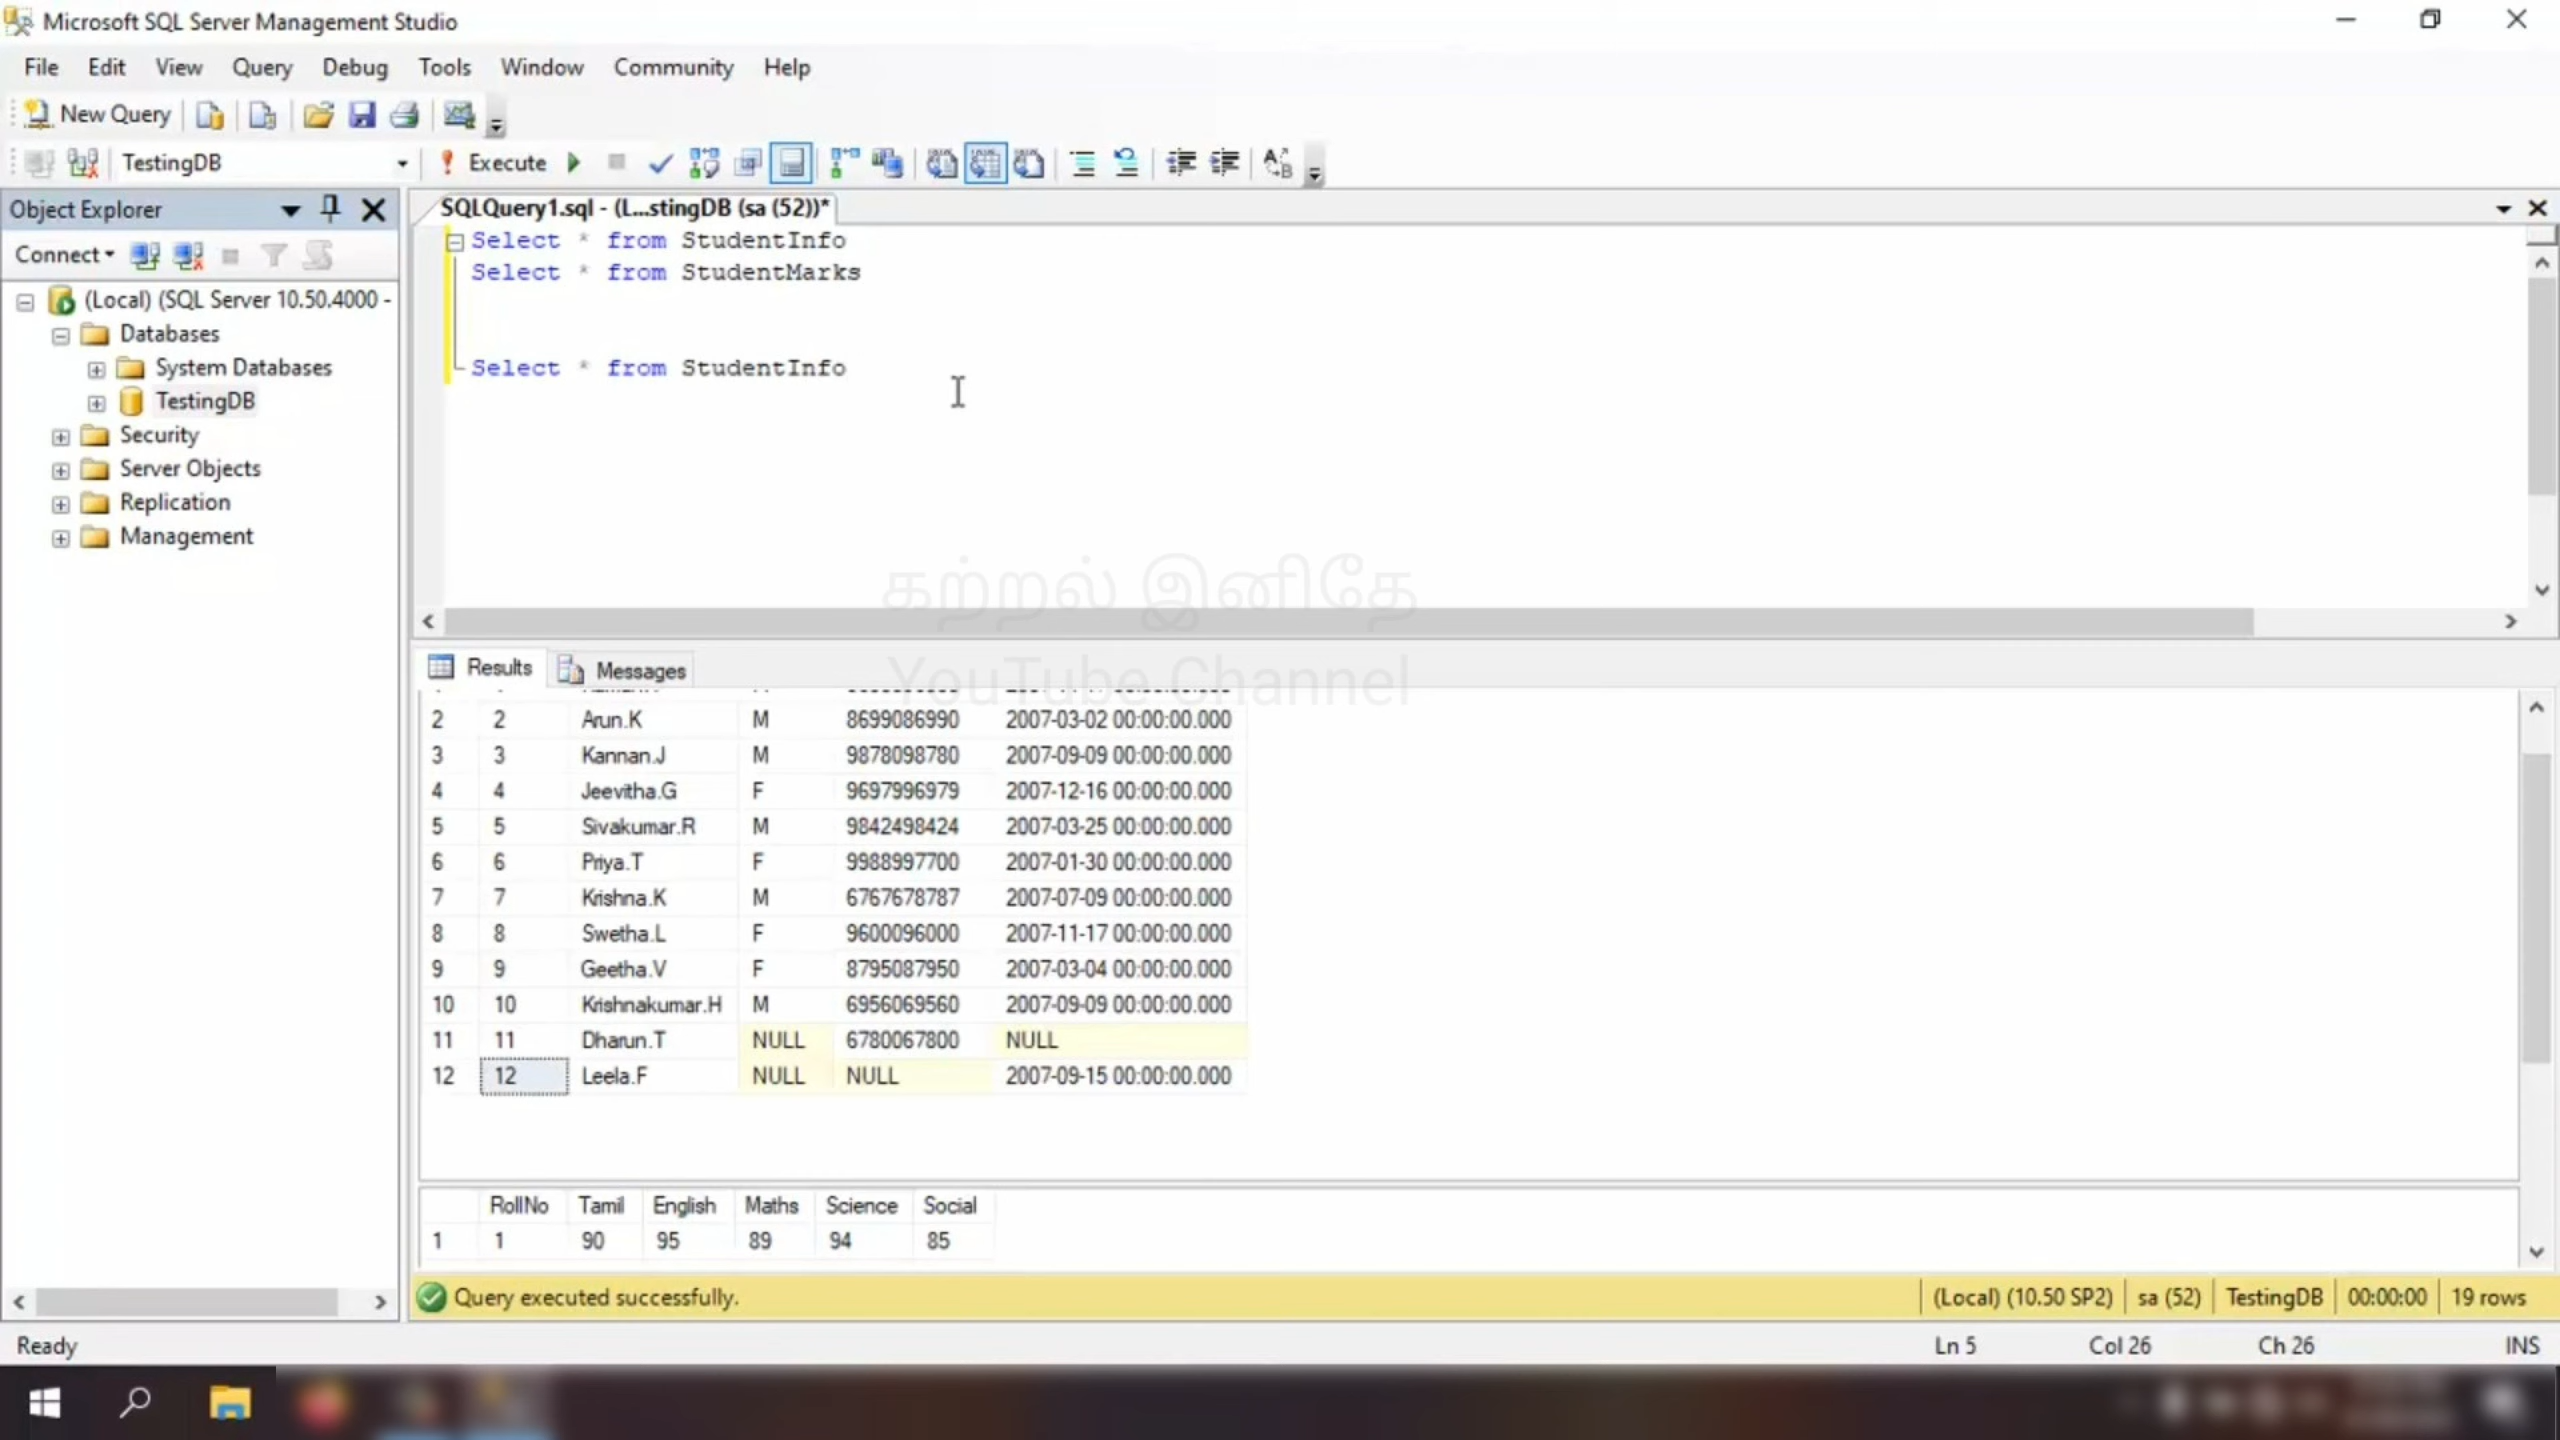 Microsoft SQL Server Management Studio
File Edit View Query Debug Tools Window Community Help
New Query
TestingDB Execute
Object Explorer
Connect
(Local) (SQL Server 10.50.4000 -
Databases
System Databases
TestingDB
Security
Server Objects
Replication
Management
SQLQuery1.sql - (L...stingDB (sa (52))*
Select * from StudentInfo
Select * from StudentMarks
Select * from StudentInfo
கற்றல் இனிதே
YouTube Channel
Results Messages
2 2 Arun.K M 8699086990 2007-03-02 00:00:00.000
3 3 Kannan.J M 9878098780 2007-09-09 00:00:00.000
4 4 Jeevitha.G F 9697996979 2007-12-16 00:00:00.000
5 5 Sivakumar.R M 9842498424 2007-03-25 00:00:00.000
6 6 Priya.T F 9988997700 2007-01-30 00:00:00.000
7 7 Krishna.K M 6767678787 2007-07-09 00:00:00.000
8 8 Swetha.L F 9600096000 2007-11-17 00:00:00.000
9 9 Geetha.V F 8795087950 2007-03-04 00:00:00.000
10 10 Krishnakumar.H M 6956069560 2007-09-09 00:00:00.000
11 11 Dharun.T NULL 6780067800 NULL
12 12 Leela.F NULL NULL 2007-09-15 00:00:00.000
RollNo Tamil English Maths Science Social
1 1 90 95 89 94 85
Query executed successfully. (Local) (10.50 SP2) sa (52) TestingDB 00:00:00 19 rows
Ready Ln 5 Col 26 Ch 26 INS